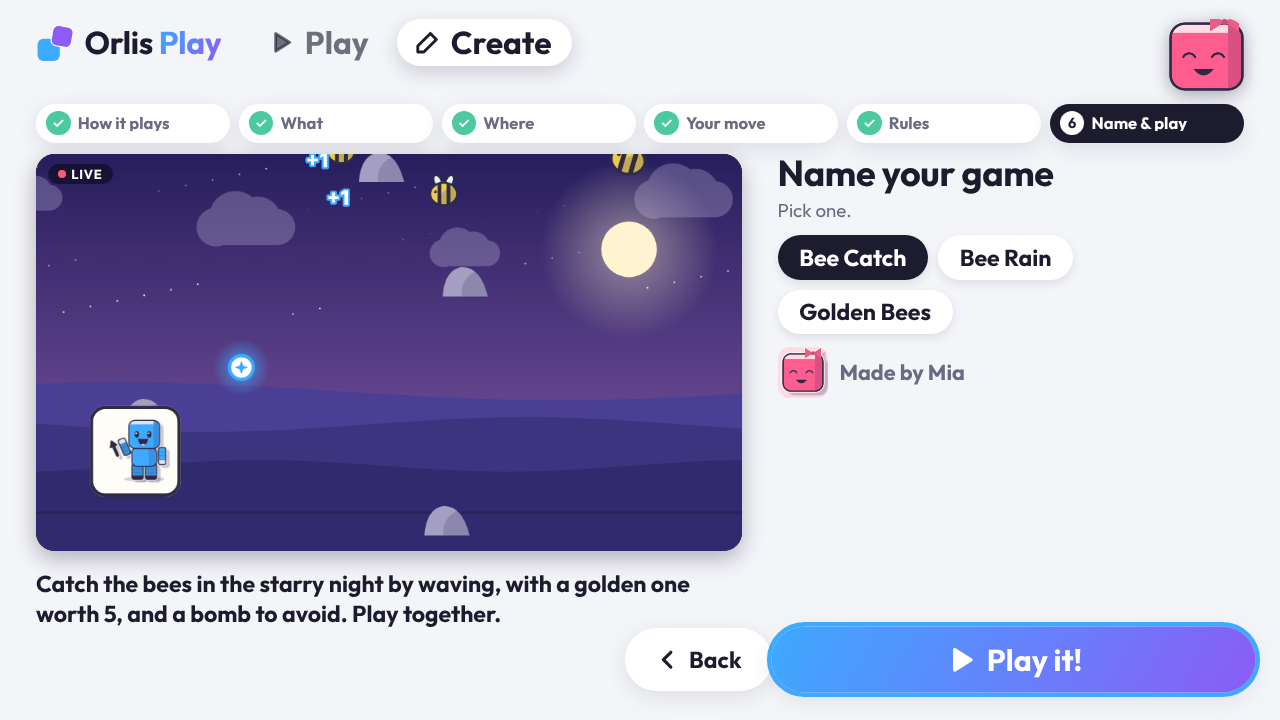 Orlis Play
Play
Create
How it plays
What
Where
Your move
Rules
6 Name & play
LIVE
+1
+1
Name your game
Pick one.
Bee Catch
Bee Rain
Golden Bees
Made by Mia
Catch the bees in the starry night by waving, with a golden one
worth 5, and a bomb to avoid. Play together.
Back
Play it!